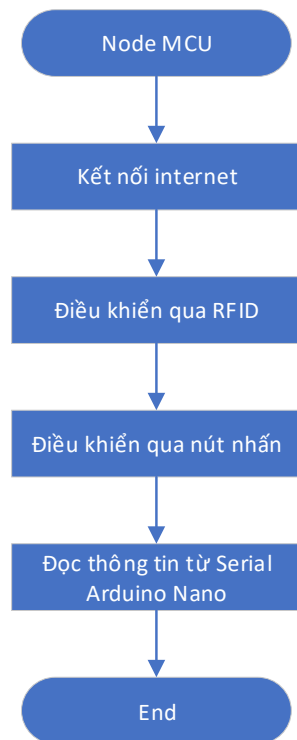 Node MCU
Kết nối internet
Điều khiển qua RFID
Điều khiển qua nút nhấn
Đọc thông tin từ Serial
Arduino Nano
End